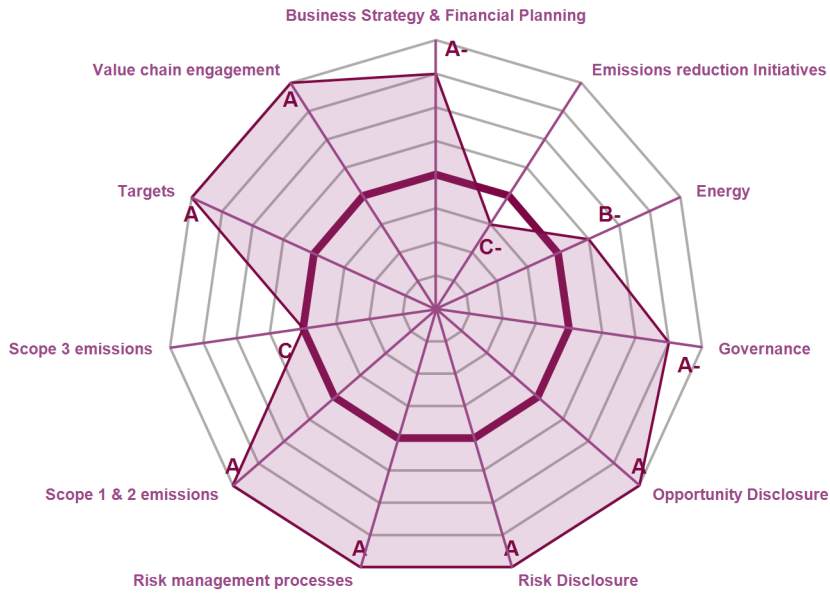 Business Strategy & Financial Planning
A-
Value chain engagement
Emissions reduction Initiatives
A
Targets
Energy
A
B-
C-
Scope 3 emissions
C
Governance
A-
A
A
Scope 1 & 2 emissions
Opportunity Disclosure
A
A
Risk management processes
Risk Disclosure